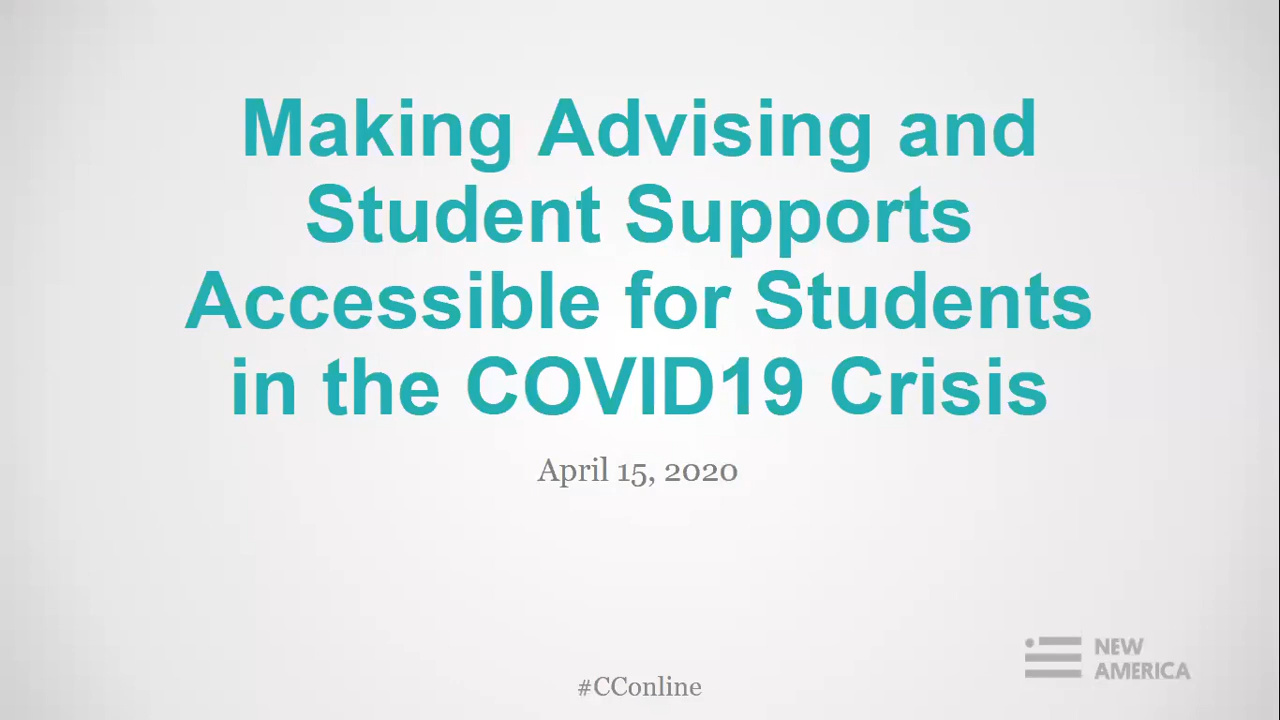 Making Advising and
Student Supports
Accessible for Students
in the COVID19 Crisis
April 15, 2020
#CConline
NEW
AMERICA